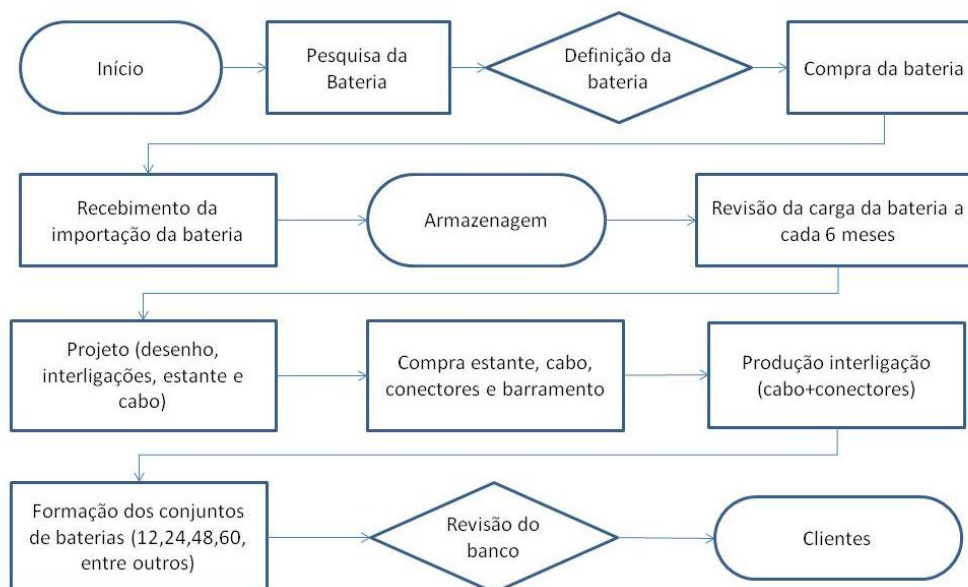 Início
Pesquisa da
Bateria
Definição da
bateria
Compra da bateria
Recebimento da
importação da bateria
Armazenagem
Revisão da carga da bateria a
cada 6 meses
Projeto (desenho,
interligações, estante e
cabo)
Compra estante, cabo,
conectores e barramento
Produção interligação
(cabo+conectores)
Formação dos conjuntos
de baterias (12,24,48,60,
entre outros)
Revisão do
banco
Clientes